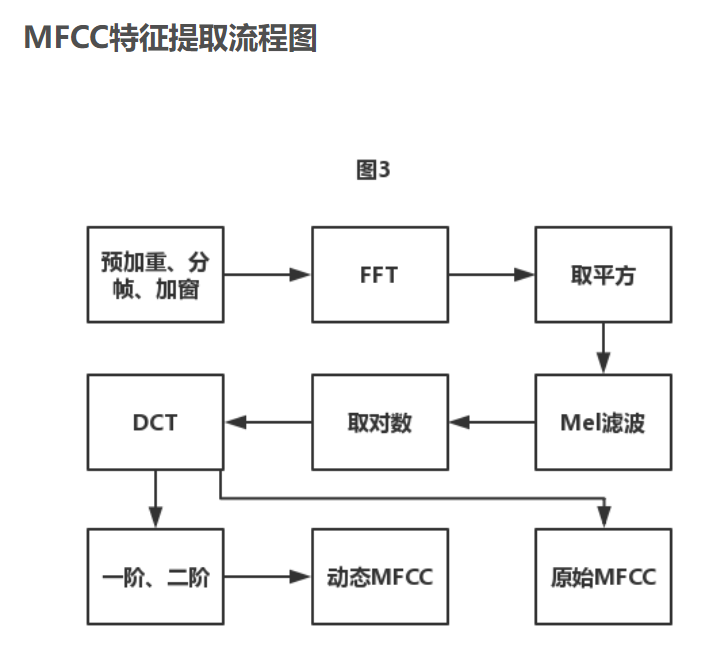 MFCC特征提取流程图
图3
预加重、分
帧、加窗
FFT
取平方
DCT
取对数
Mel滤波
一阶、二阶
动态MFCC
原始MFCC